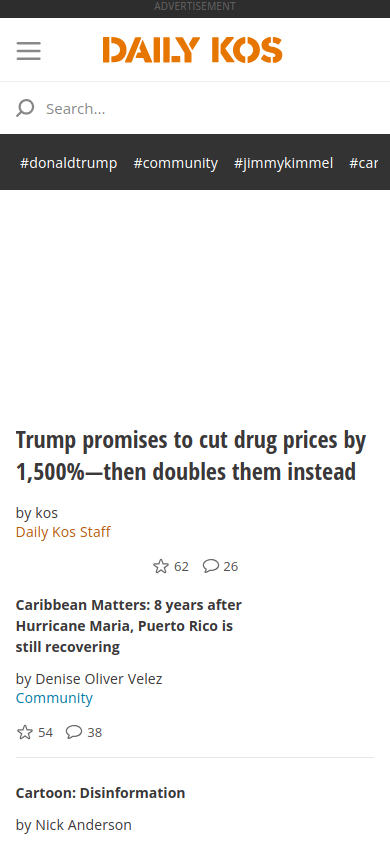 ADVERTISEMENT
DAILY KOS
Search...
#donaldtrump #community #jimmykimmel #car
Trump promises to cut drug prices by
1,500%—then doubles them instead
by kos
Daily Kos Staff
62 26
Caribbean Matters: 8 years after
Hurricane Maria, Puerto Rico is
still recovering
by Denise Oliver Velez
Community
54 38
Cartoon: Disinformation
by Nick Anderson